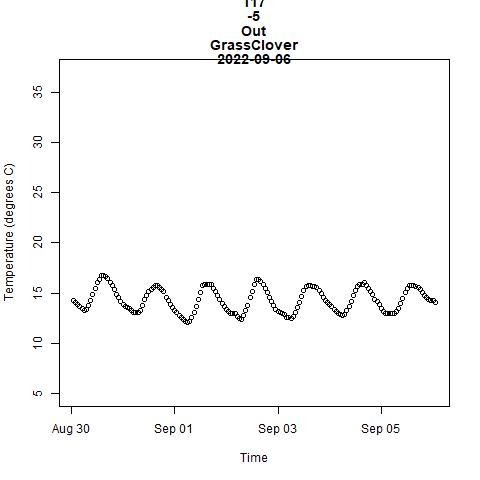 -5
Out
GrassClover
2022-09-06
35
30
25
20
15
10
5
Temperature (degrees C)
Aug 30
Sep 01
Sep 03
Sep 05
Time